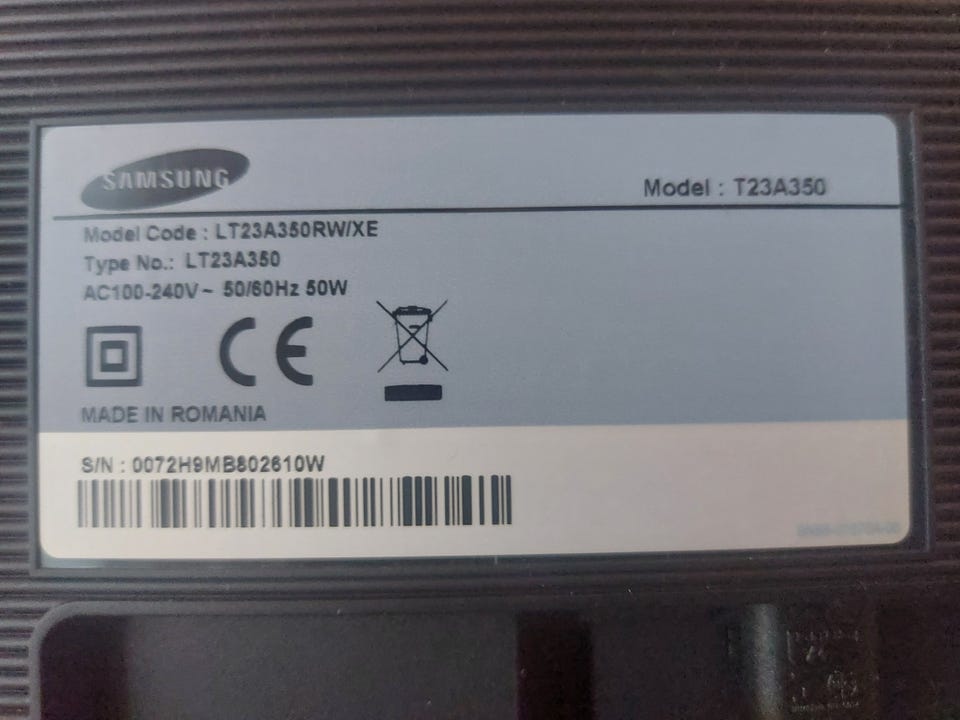 SAMSUNG
Model : T23A350
Model Code : LT23A350RW/XE
Type No.: LT23A350
AC100-240V~ 50/60Hz 50W
CE
MADE IN ROMANIA
S/N : 0072H9MB802610W